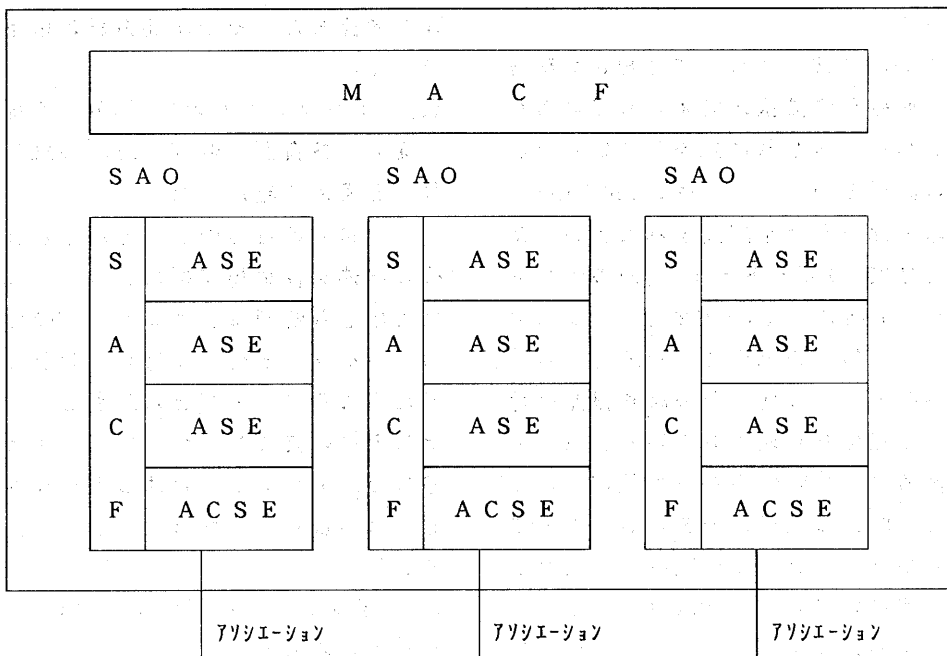 M A C F
S A O S A O S A O
S A S E S A S E S A S E
A A S E A A S E A A S E
C A S E C A S E C A S E
F A C S E F A C S E F A C S E
アソシエーション アソシエーション アソシエーション